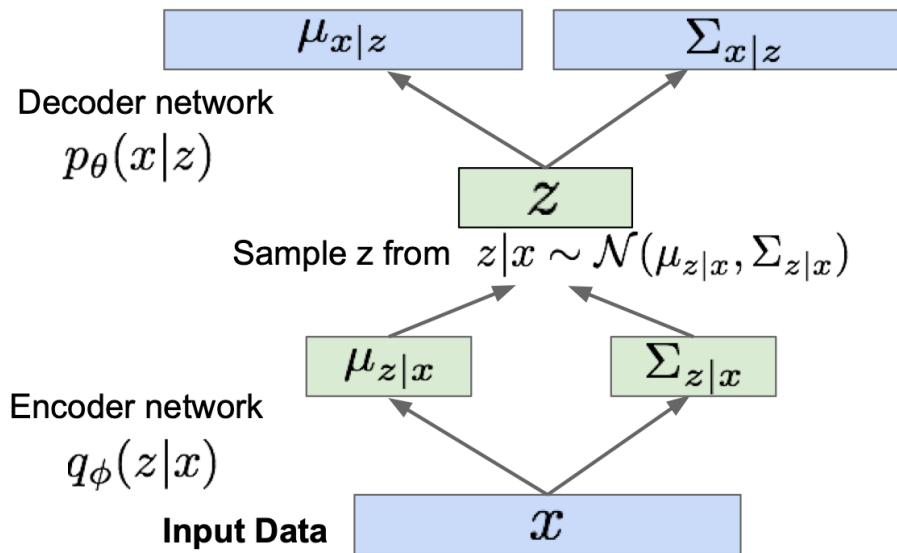 μ_{x|z} Σ_{x|z}
Decoder network
p_θ(x|z)
z
Sample z from z|x ∼ 𝒩(μ_{z|x}, Σ_{z|x})
μ_{z|x} Σ_{z|x}
Encoder network
q_ϕ(z|x)
Input Data x